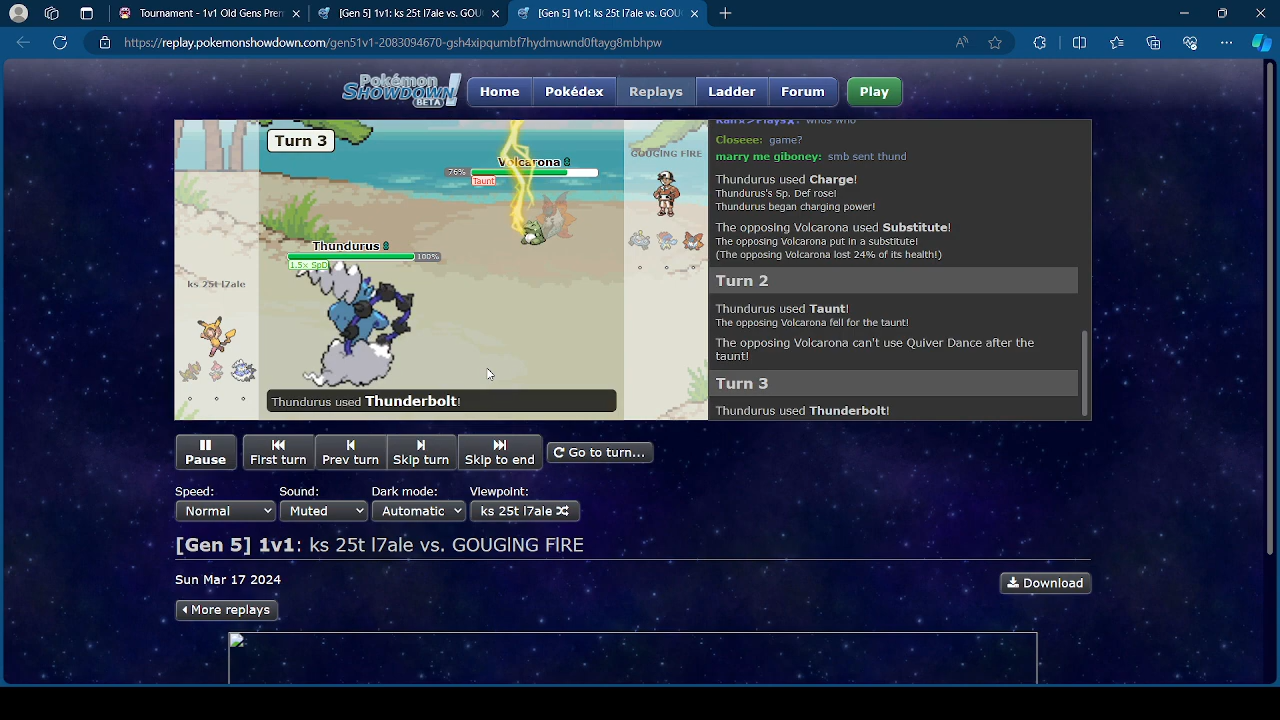 Tournament - 1v1 Old Gens Prem
[Gen 5] 1v1: ks 25t l7ale vs. GOU
[Gen 5] 1v1: ks 25t l7ale vs. GOU
https://replay.pokemonshowdown.com/gen51v1-2083094670-gsh4xipqumbf7hydmuwnd0ftayg8mbhpw
Pokémon SHOWDOWN! BETA
Home
Pokédex
Replays
Ladder
Forum
Play
Turn 3
Volcarona
76%
Taunt
GOUGING FIRE
Thundurus
100%
1.5x SpD
ks 25t l7ale
Thundurus used Thunderbolt!
whos who
Closeee: game?
marry me giboney: smb sent thund
Thundurus used Charge!
Thundurus's Sp. Def rose!
Thundurus began charging power!
The opposing Volcarona used Substitute!
The opposing Volcarona put in a substitute!
(The opposing Volcarona lost 24% of its health!)
Turn 2
Thundurus used Taunt!
The opposing Volcarona fell for the taunt!
The opposing Volcarona can't use Quiver Dance after the
taunt!
Turn 3
Thundurus used Thunderbolt!
Pause
First turn
Prev turn
Skip turn
Skip to end
Go to turn...
Speed:
Sound:
Dark mode:
Viewpoint:
Normal
Muted
Automatic
ks 25t l7ale
[Gen 5] 1v1: ks 25t l7ale vs. GOUGING FIRE
Sun Mar 17 2024
Download
More replays